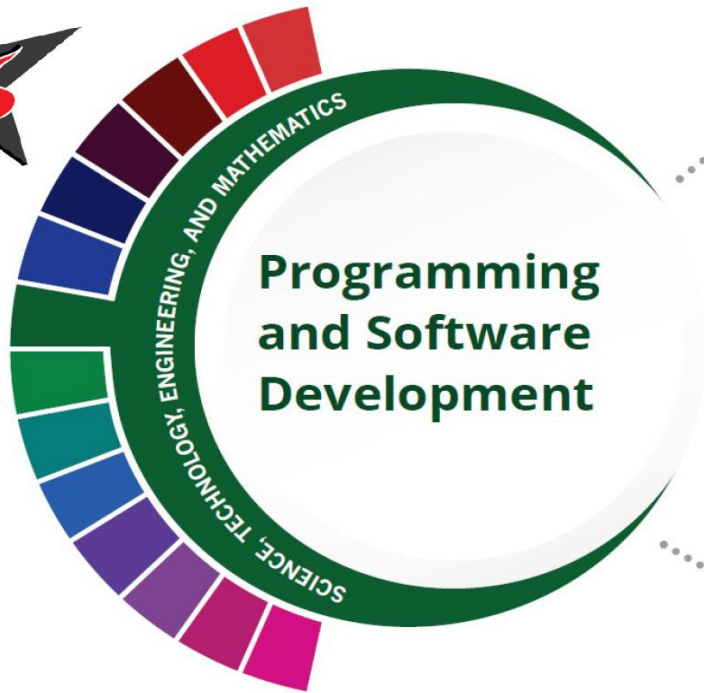 SCIENCE, TECHNOLOGY, ENGINEERING, AND MATHEMATICS
Programming
and Software
Development